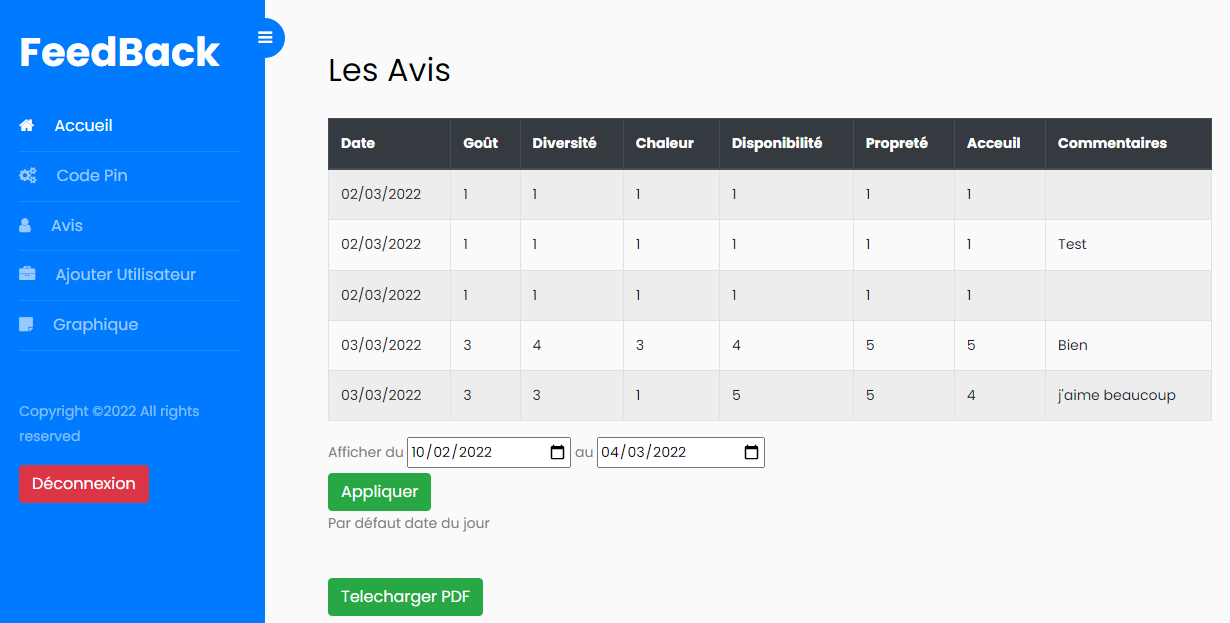 FeedBack
Accueil
Code Pin
Avis
Ajouter Utilisateur
Graphique
Copyright ©2022 All rights
reserved
Déconnexion
Les Avis
Date Goût Diversité Chaleur Disponibilité Propreté Acceuil Commentaires
02/03/2022 1 1 1 1 1 1
02/03/2022 1 1 1 1 1 1 Test
02/03/2022 1 1 1 1 1 1
03/03/2022 3 4 3 4 5 5 Bien
03/03/2022 3 3 1 5 5 4 j'aime beaucoup
Afficher du 10/02/2022 au 04/03/2022
Appliquer
Par défaut date du jour
Telecharger PDF